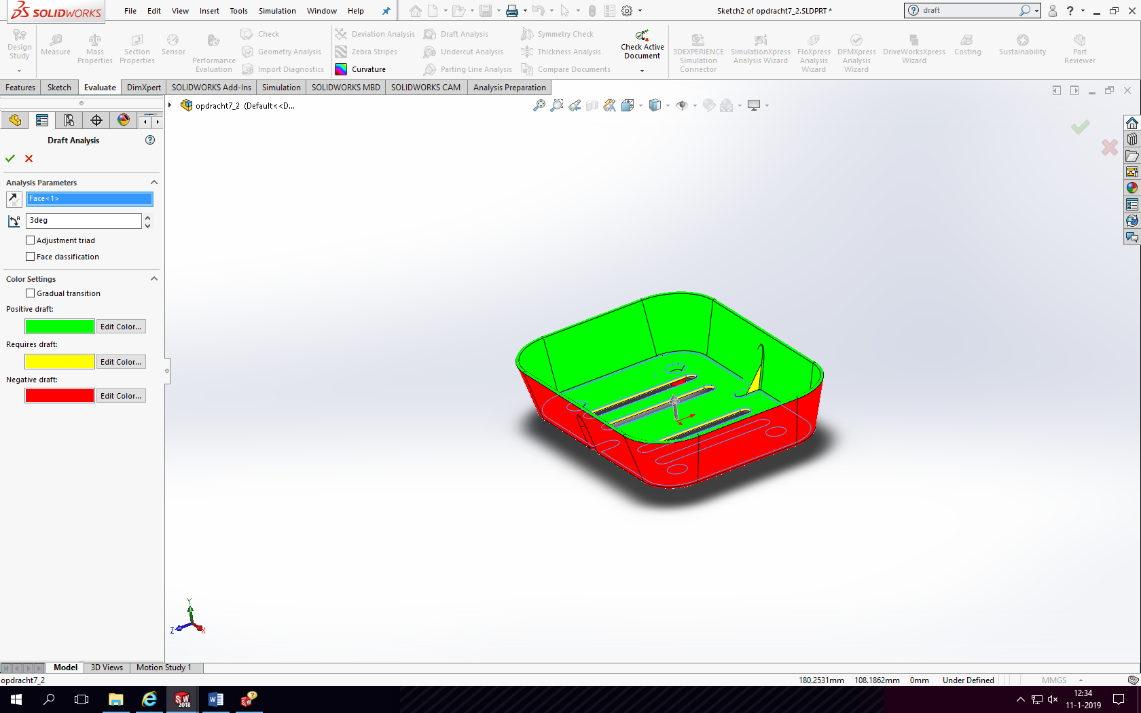 SOLIDWORKS File Edit View Insert Tools Simulation Window Help Sketch2 of opdracht7_2.SLDPRT * draft
Design Study
Measure
Mass Properties
Section Properties
Sensor
Performance Evaluation
Check
Geometry Analysis
Import Diagnostics
Deviation Analysis
Zebra Stripes
Curvature
Draft Analysis
Undercut Analysis
Parting Line Analysis
Symmetry Check
Thickness Analysis
Compare Documents
Check Active Document
3DEXPERIENCE Simulation Connector
SimulationXpress Analysis Wizard
FloXpress Analysis Wizard
DFMXpress Analysis Wizard
DriveWorksXpress Wizard
Costing
Sustainability
Part Reviewer
Features Sketch Evaluate DimXpert SOLIDWORKS Add-Ins Simulation SOLIDWORKS MBD SOLIDWORKS CAM Analysis Preparation
opdracht7_2 (Default<<D...
Draft Analysis
Analysis Parameters
Face<1>
3deg
Adjustment triad
Face classification
Color Settings
Gradual transition
Positive draft:
Edit Color...
Requires draft:
Edit Color...
Negative draft:
Edit Color...
Y
Z X
Model 3D Views Motion Study 1
opdracht7_2 180.2531mm 108.1862mm 0mm Under Defined MMGS
12:34
11-1-2019